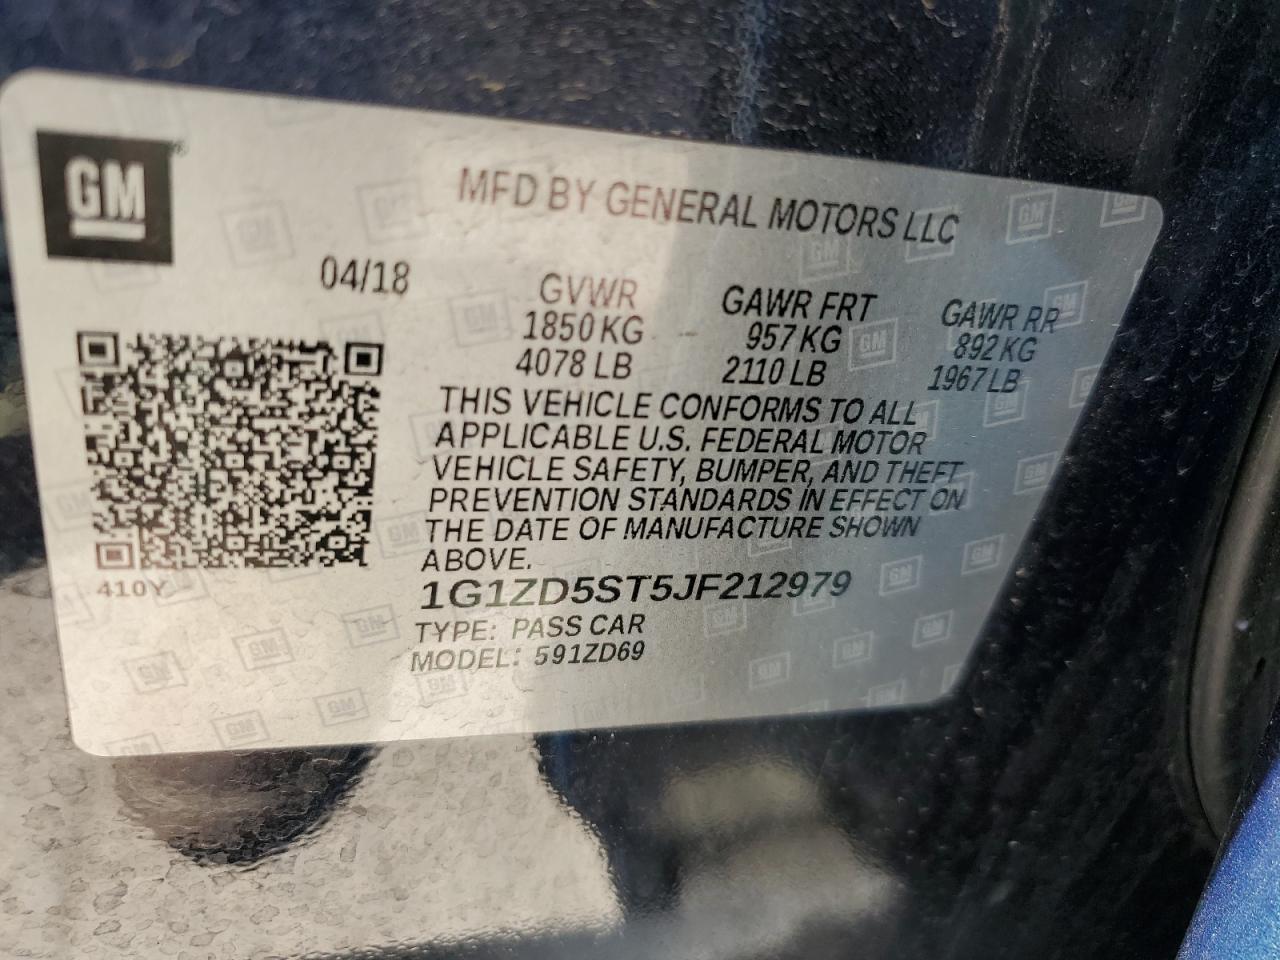 GM
MFD BY GENERAL MOTORS LLC
04/18
GVWR GAWR FRT GAWR RR
1850 KG 957 KG 892 KG
4078 LB 2110 LB 1967 LB
THIS VEHICLE CONFORMS TO ALL
APPLICABLE U.S. FEDERAL MOTOR
VEHICLE SAFETY, BUMPER, AND THEFT
PREVENTION STANDARDS IN EFFECT ON
THE DATE OF MANUFACTURE SHOWN
ABOVE.
410Y
1G1ZD5ST5JF212979
TYPE: PASS CAR
MODEL: 591ZD69